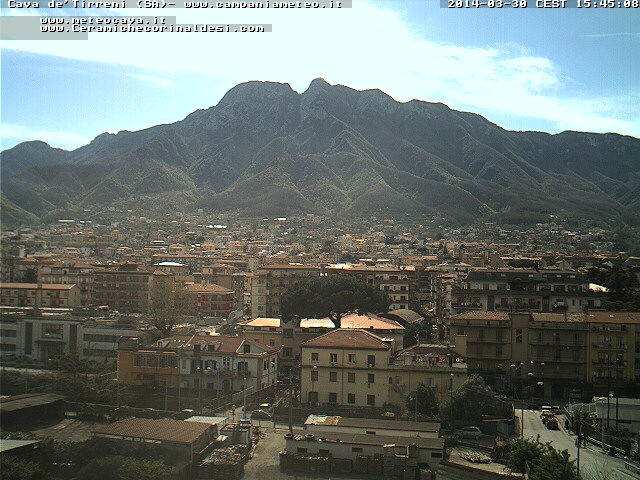 Cava de'Tirreni (SA)- www.campaniameteo.it
2014-03-30 CEST 15:45:08
www.meteocava.it
www.Ceramichecorinaldesi.com